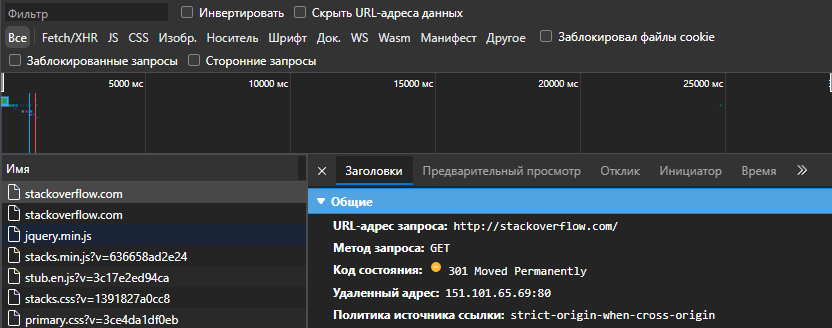 Фильтр Инвертировать Скрыть URL-адреса данных
Все Fetch/XHR JS CSS Изобр. Носитель Шрифт Док. WS Wasm Манифест Другое Заблокировал файлы cookie
Заблокированные запросы Сторонние запросы
5000 мс 10000 мс 15000 мс 20000 мс 25000 мс
Имя
stackoverflow.com
stackoverflow.com
jquery.min.js
stacks.min.js?v=636658ad2e24
stub.en.js?v=3c17e2ed94ca
stacks.css?v=1391827a0cc8
primary.css?v=3ce4da1df0eb
Заголовки Предварительный просмотр Отклик Инициатор Время
Общие
URL-адрес запроса: http://stackoverflow.com/
Метод запроса: GET
Код состояния: 301 Moved Permanently
Удаленный адрес: 151.101.65.69:80
Политика источника ссылки: strict-origin-when-cross-origin